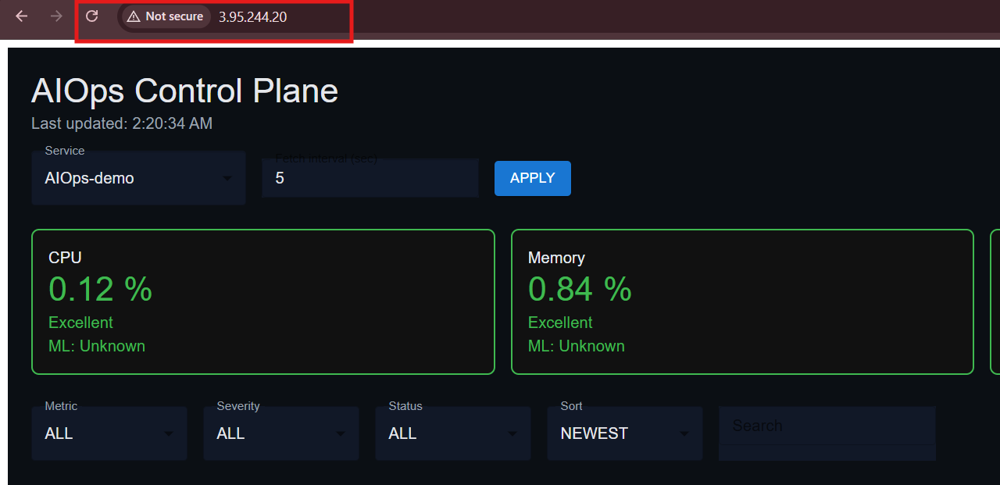 Not secure 3.95.244.20
AIOps Control Plane
Last updated: 2:20:34 AM
Service
Fetch interval (sec)
AIOps-demo
5
APPLY
CPU
0.12 %
Excellent
ML: Unknown
Memory
0.84 %
Excellent
ML: Unknown
Metric
ALL
Severity
ALL
Status
ALL
Sort
NEWEST
Search